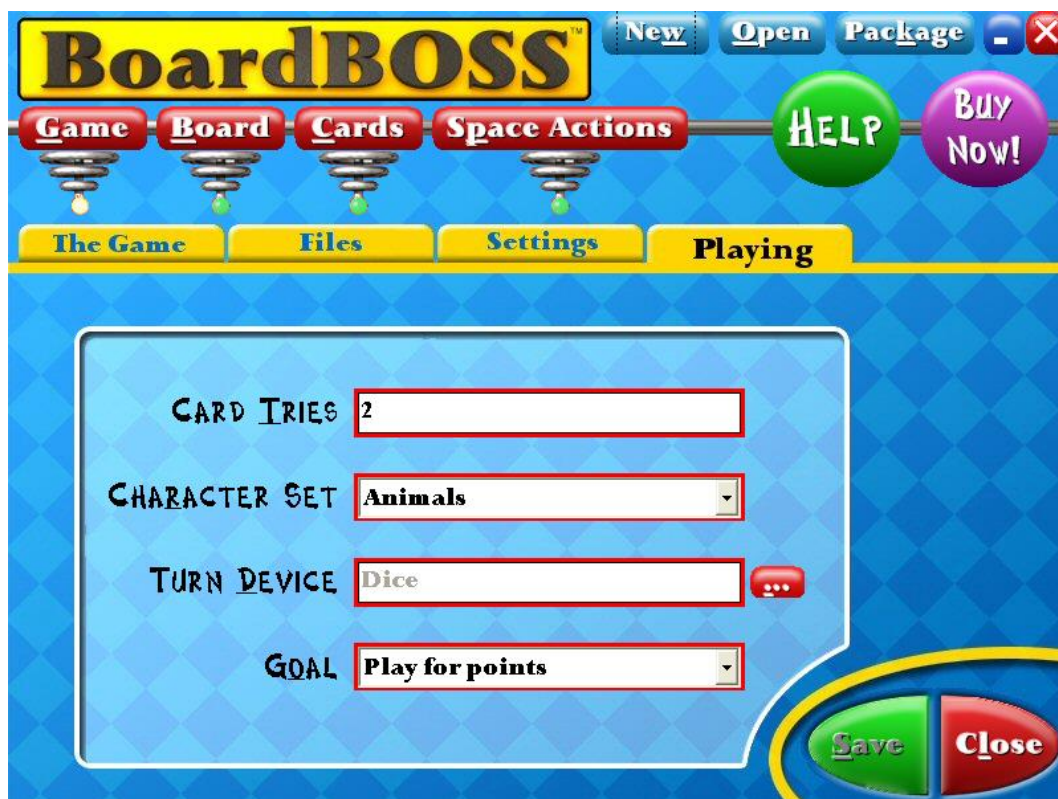 BoardBOSS™
New Open Package
Game Board Cards Space Actions
HELP
BUY
NOW!
The Game Files Settings Playing
CARD TRIES 2
CHARACTER SET Animals
TURN DEVICE Dice ...
GOAL Play for points
Save Close